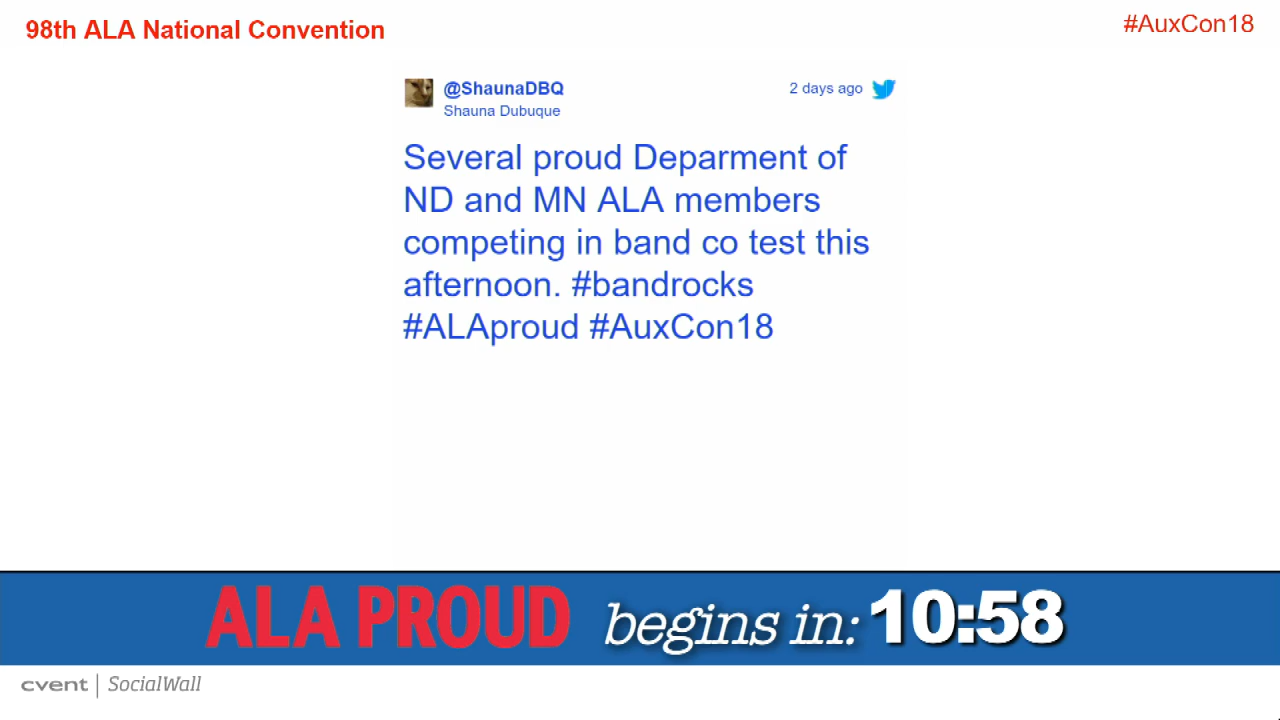 98th ALA National Convention
#AuxCon18
@ShaunaDBQ
2 days ago
Shauna Dubuque
Several proud Deparment of
ND and MN ALA members
competing in band co test this
afternoon. #bandrocks
#ALAproud #AuxCon18
ALA PROUD begins in: 10:58
cvent | SocialWall